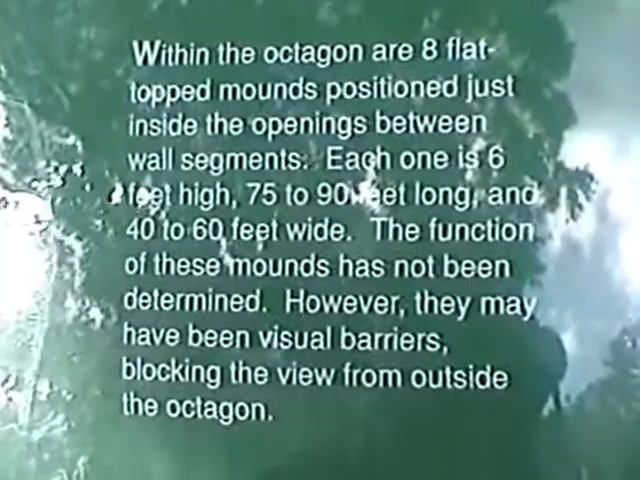 Within the octagon are 8 flat-
topped mounds positioned just
inside the openings between
wall segments. Each one is 6
feet high, 75 to 90 feet long, and
40 to 60 feet wide. The function
of these mounds has not been
determined. However, they may
have been visual barriers,
blocking the view from outside
the octagon.